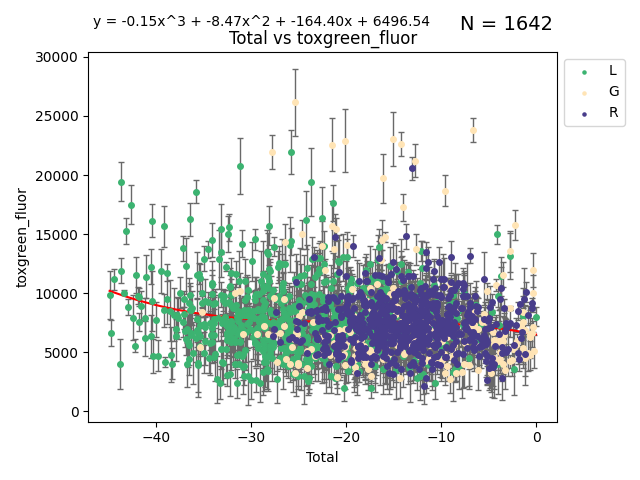 y = -0.15x^3 + -8.47x^2 + -164.40x + 6496.54
N = 1642
Total vs toxgreen_fluor
30000
25000
20000
15000
10000
5000
0
toxgreen_fluor
−40
−30
−20
−10
0
Total
L
G
R